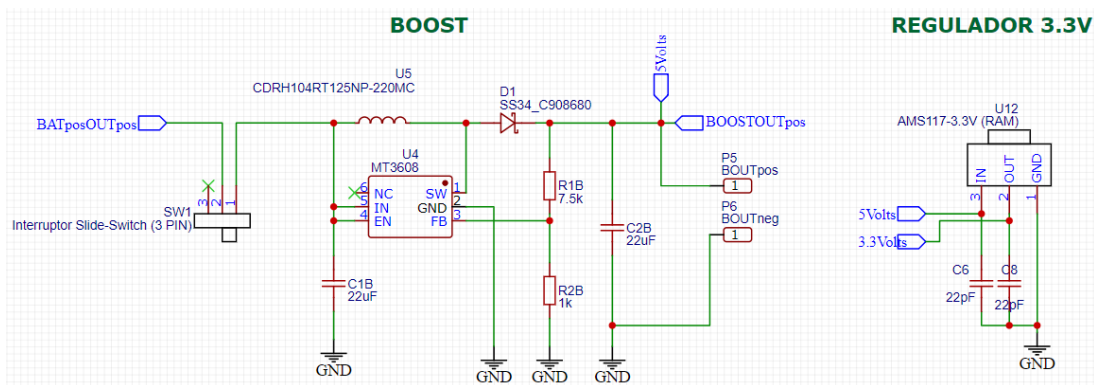 BOOST
REGULADOR 3.3V
U5
CDRH104RT125NP-220MC
D1
SS34_C908680
5Volts
BATposOUTpos
BOOSTOUTpos
U12
AMS117-3.3V (RAM)
U4
MT3608
6 NC
5 IN
4 EN
SW 1
GND 2
FB 3
R1B
7.5k
P5
BOUTpos
1
P6
BOUTneg
1
IN
OUT
GND
3
2
1
3
2
1
SW1
Interruptor Slide-Switch (3 PIN)
C2B
22uF
5Volts
3.3Volts
C1B
22uF
R2B
1k
C6
22pF
C8
22pF
GND
GND
GND
GND
GND